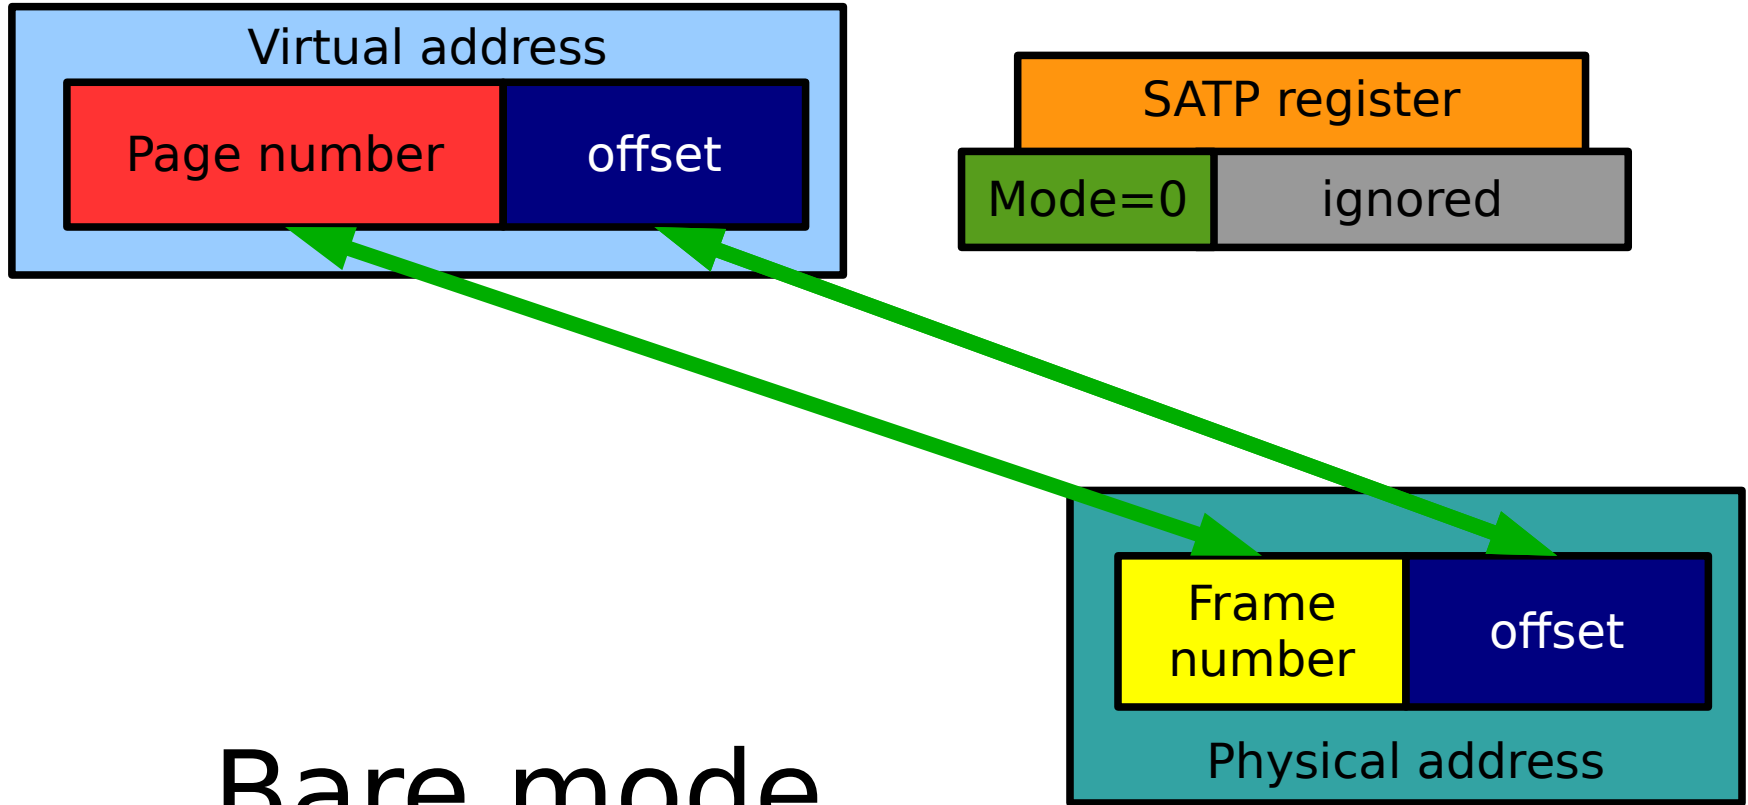 Virtual address
Page number
offset
SATP register
Mode=0
ignored
Frame
number
offset
Physical address
Bare mode